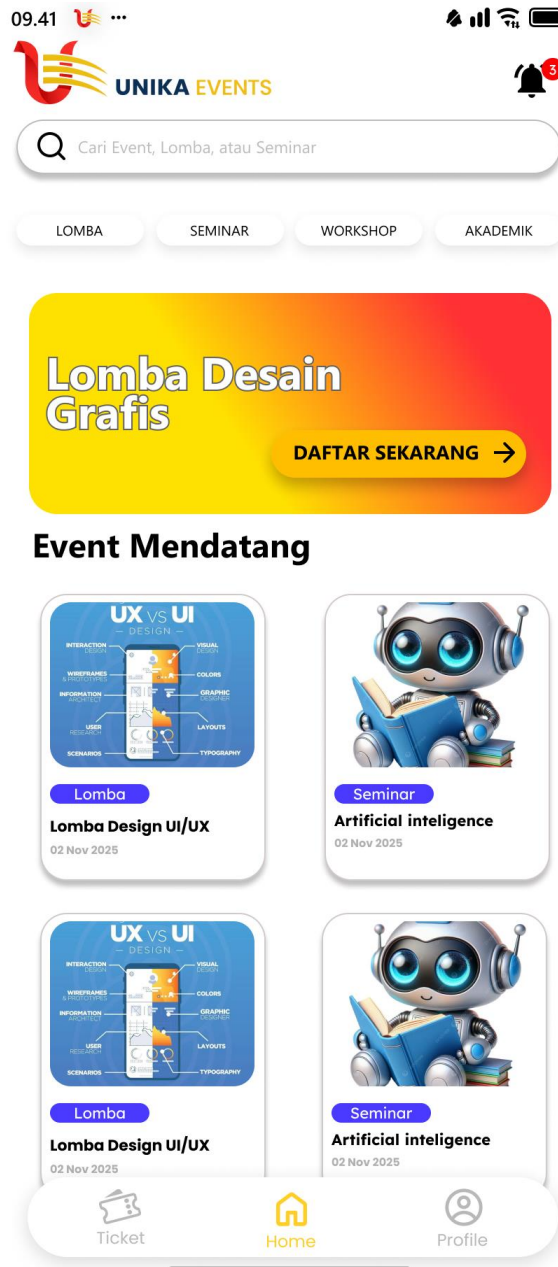 09.41
UNIKA EVENTS
3
Cari Event, Lomba, atau Seminar
LOMBA
SEMINAR
WORKSHOP
AKADEMIK
Lomba Desain
Grafis
DAFTAR SEKARANG
Event Mendatang
UX VS UI
— DESIGN —
INTERACTION
DESIGN
VISUAL
DESIGN
WIREFRAMES
& PROTOTYPES
COLORS
INFORMATION
ARCHITECT
GRAPHIC
DESIGNER
USER
RESEARCH
LAYOUTS
SCENARIOS
TYPOGRAPHY
Lomba
Lomba Design UI/UX
02 Nov 2025
Seminar
Artificial inteligence
02 Nov 2025
UX VS UI
— DESIGN —
INTERACTION
DESIGN
VISUAL
DESIGN
WIREFRAMES
& PROTOTYPES
COLORS
INFORMATION
ARCHITECT
GRAPHIC
DESIGNER
USER
RESEARCH
LAYOUTS
SCENARIOS
TYPOGRAPHY
Lomba
Lomba Design UI/UX
02 Nov 2025
Seminar
Artificial inteligence
02 Nov 2025
Ticket
Home
Profile